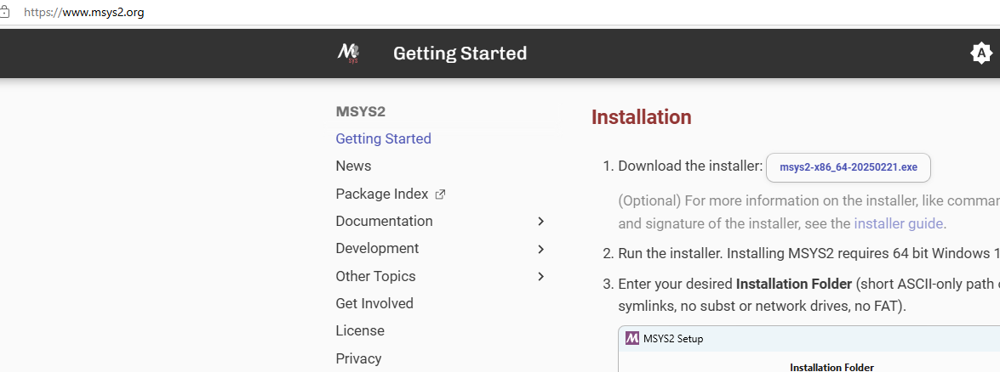 https://www.msys2.org
M sys Getting Started A
MSYS2
Getting Started
News
Package Index
Documentation
Development
Other Topics
Get Involved
License
Privacy
Installation
1. Download the installer: msys2-x86_64-20250221.exe
(Optional) For more information on the installer, like comman
and signature of the installer, see the installer guide.
2. Run the installer. Installing MSYS2 requires 64 bit Windows 1
3. Enter your desired Installation Folder (short ASCII-only path
symlinks, no subst or network drives, no FAT).
MSYS2 Setup
Installation Folder